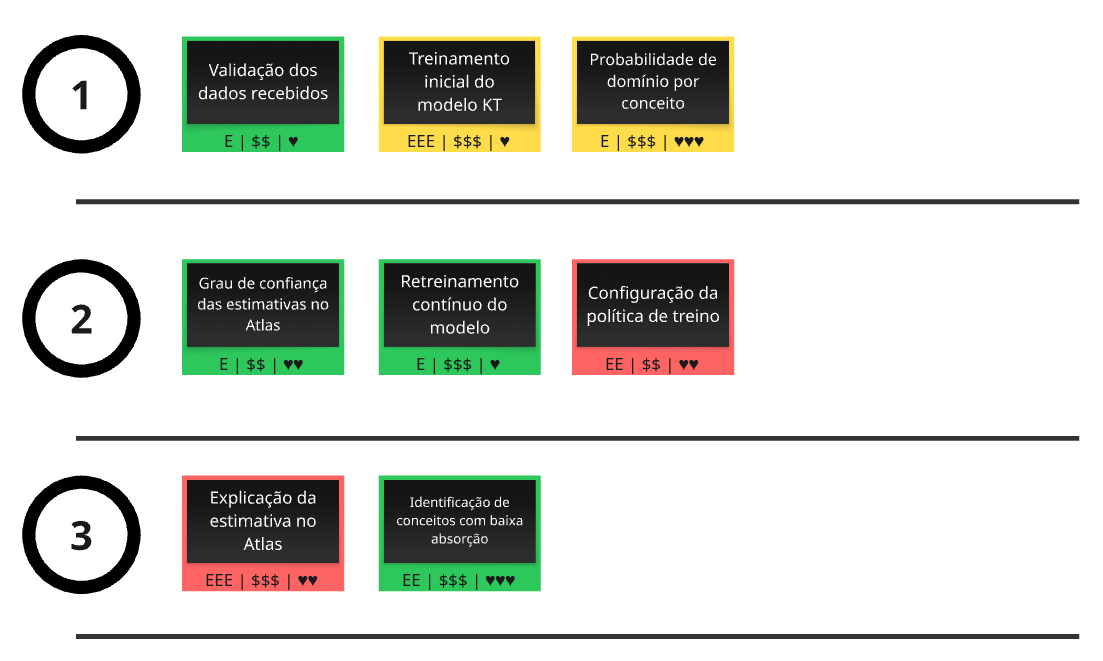 1
Validação dos
dados recebidos
E | $$ | ♥
Treinamento
inicial do
modelo KT
EEE | $$$ | ♥
Probabilidade de
domínio por
conceito
E | $$$ | ♥♥♥
2
Grau de confiança
das estimativas no
Atlas
E | $$ | ♥♥
Retreinamento
contínuo do
modelo
E | $$$ | ♥
Configuração da
política de treino
EE | $$ | ♥♥
3
Explicação da
estimativa no
Atlas
EEE | $$$ | ♥♥
Identificação de
conceitos com baixa
absorção
EE | $$$ | ♥♥♥